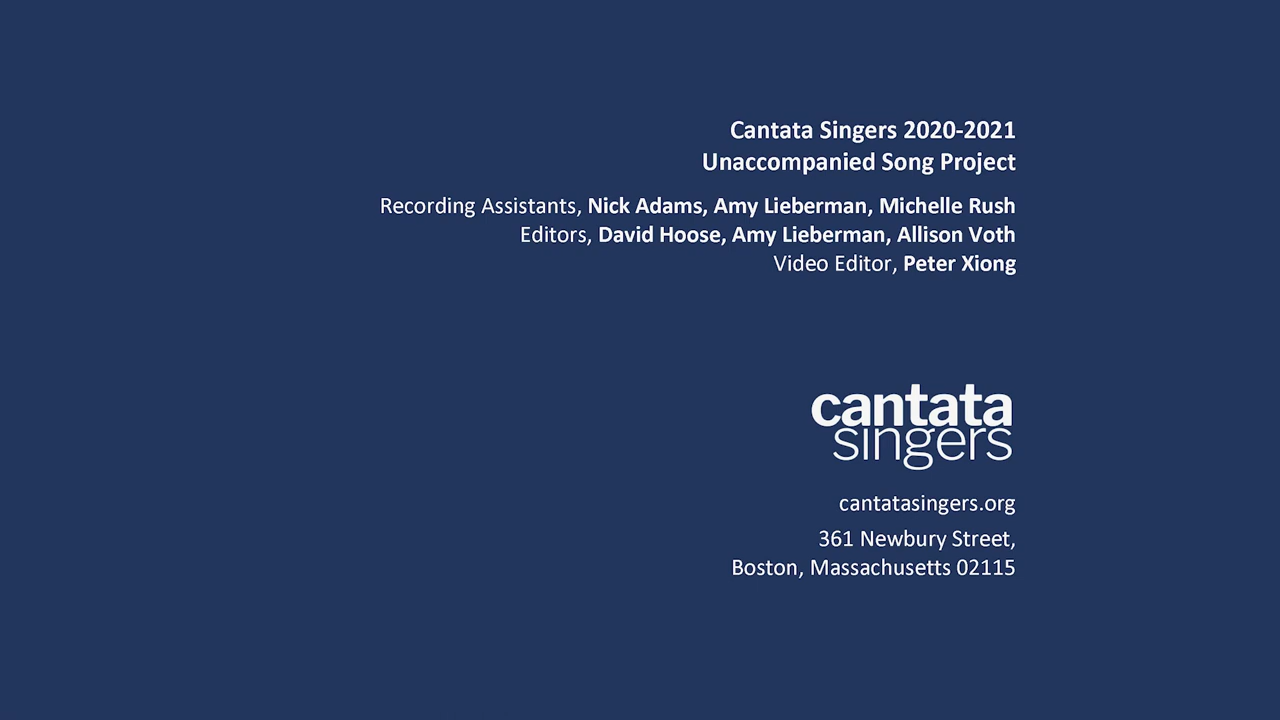 Cantata Singers 2020-2021
Unaccompanied Song Project
Recording Assistants, Nick Adams, Amy Lieberman, Michelle Rush
Editors, David Hoose, Amy Lieberman, Allison Voth
Video Editor, Peter Xiong
cantata
singers
cantatasingers.org
361 Newbury Street,
Boston, Massachusetts 02115